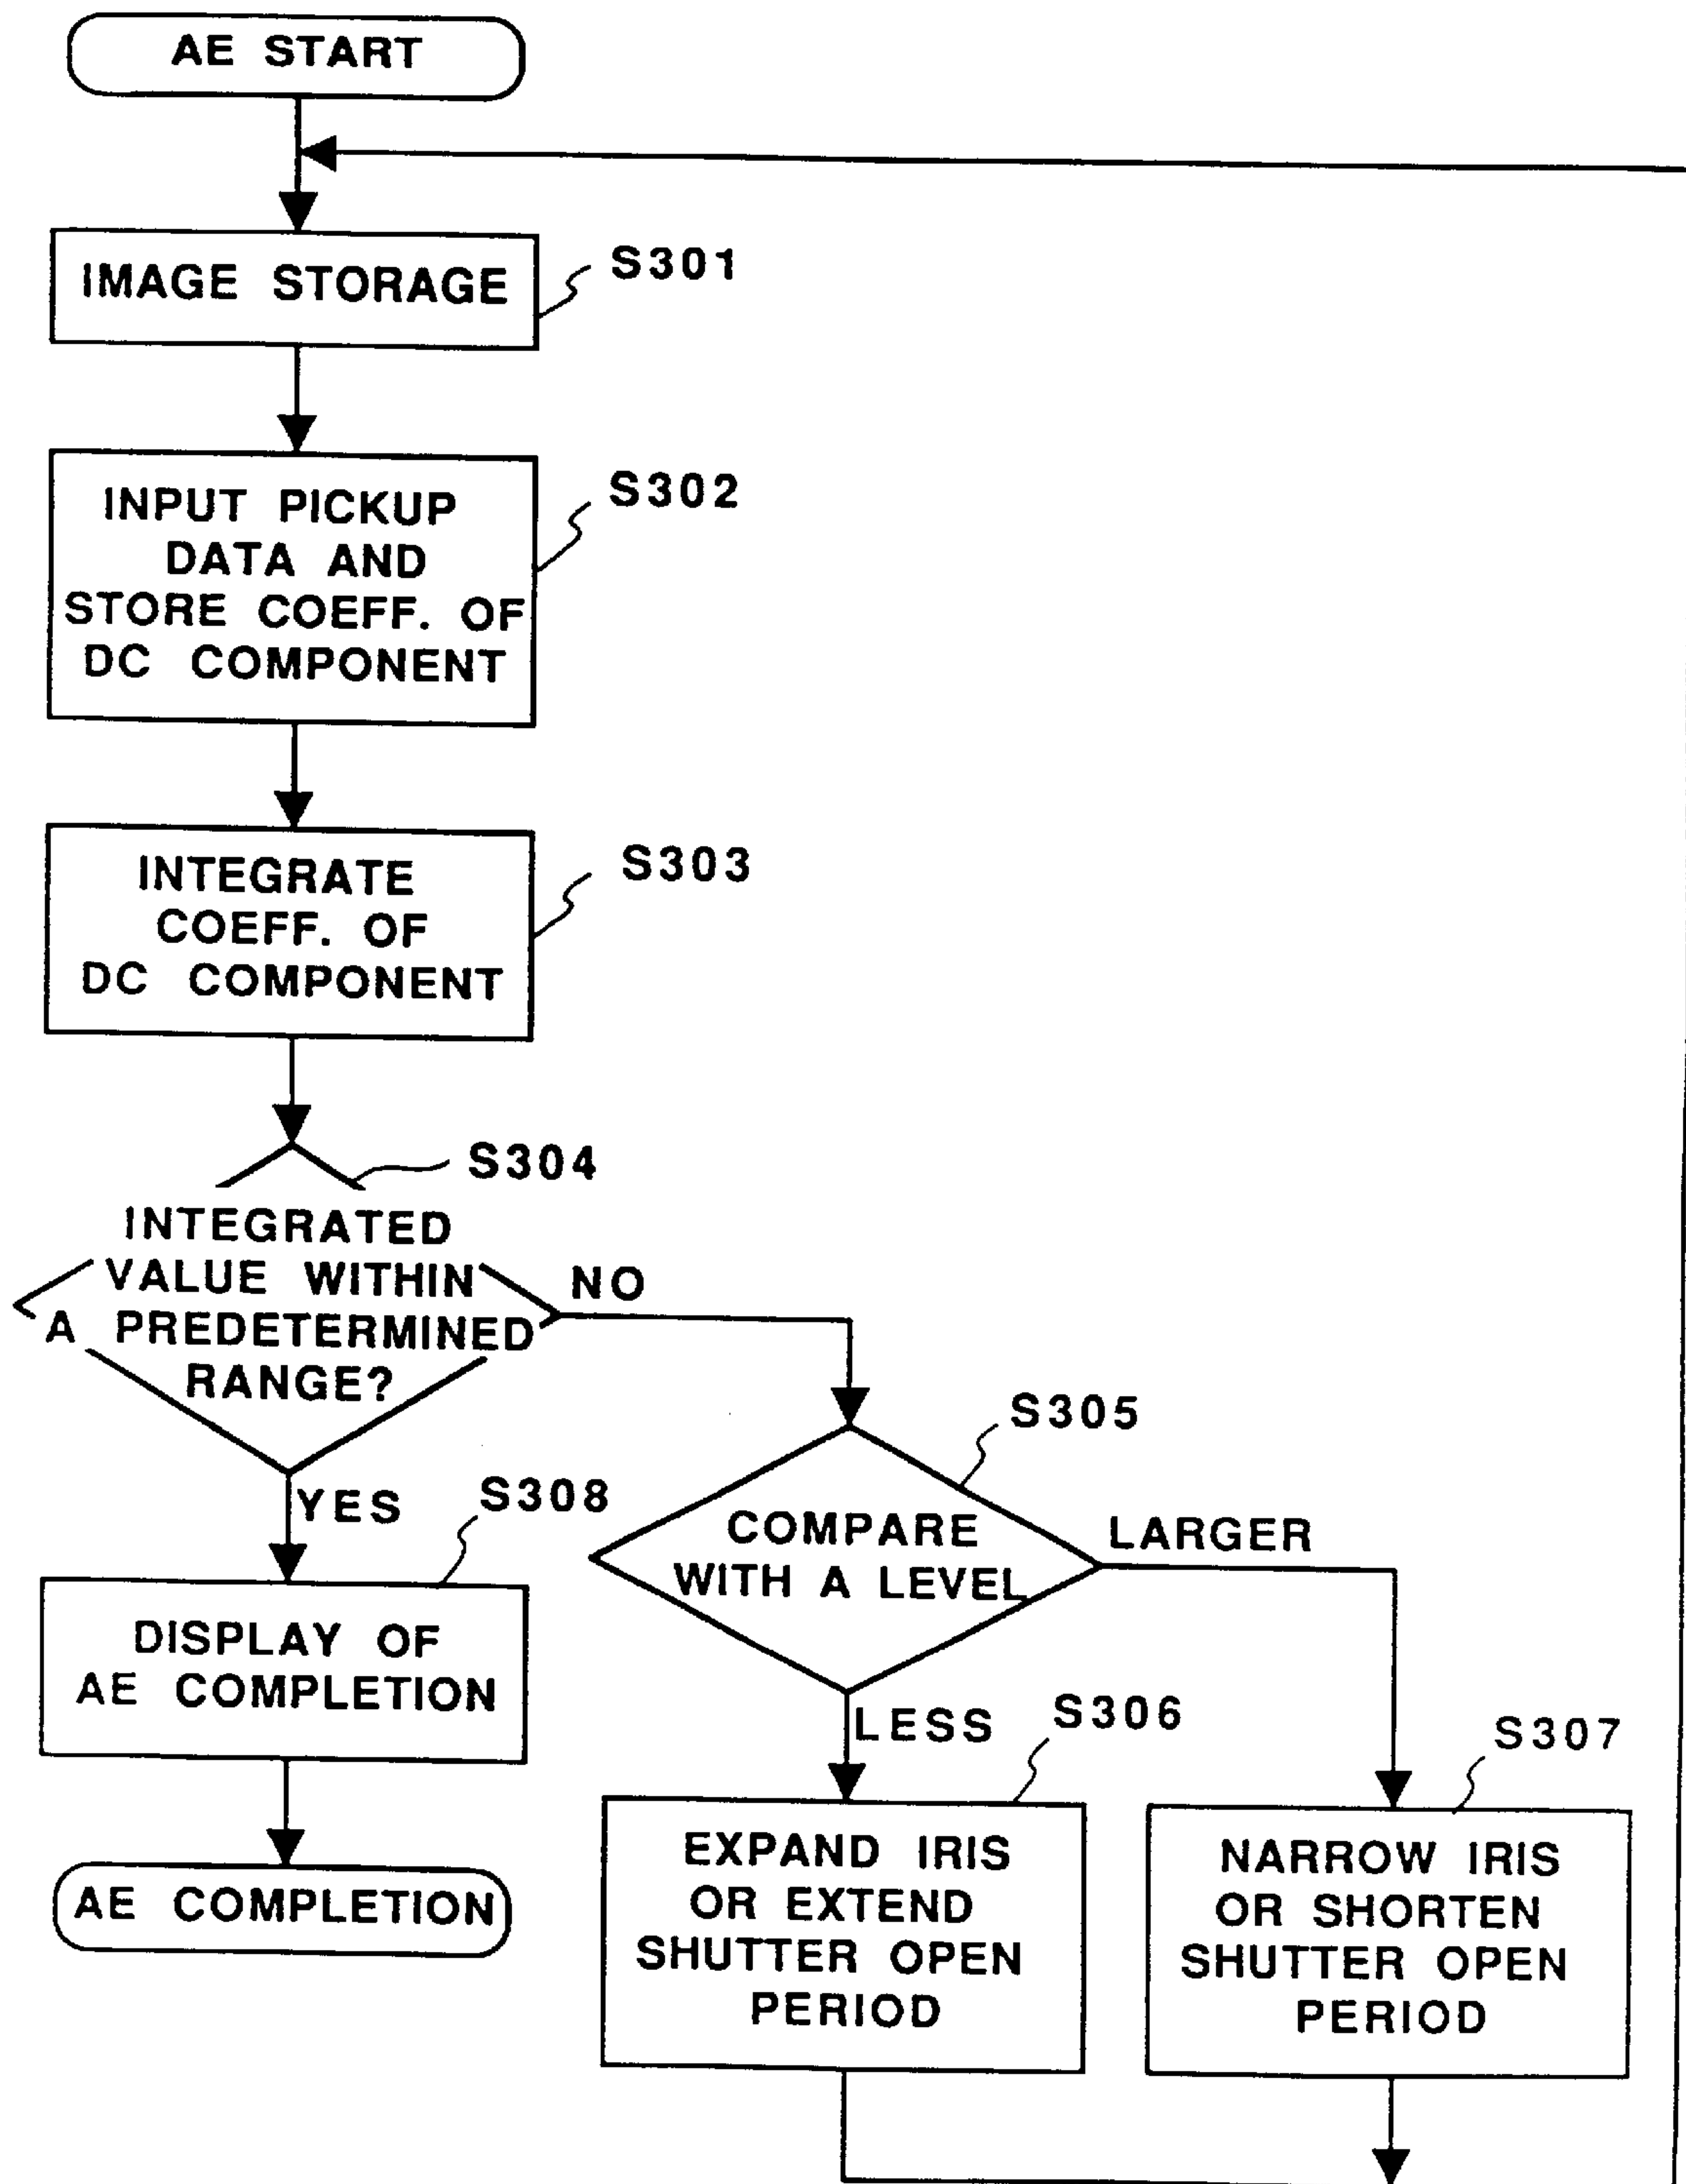 AE START
IMAGE STORAGE
S301
INPUT PICKUP
DATA AND
STORE COEFF. OF
DC COMPONENT
S302
INTEGRATE
COEFF. OF
DC COMPONENT
S303
S304
INTEGRATED
VALUE WITHIN
A PREDETERMINED
RANGE?
NO
YES
S305
COMPARE
WITH A LEVEL
LARGER
LESS
S308
DISPLAY OF
AE COMPLETION
AE COMPLETION
S306
EXPAND IRIS
OR EXTEND
SHUTTER OPEN
PERIOD
S307
NARROW IRIS
OR SHORTEN
SHUTTER OPEN
PERIOD